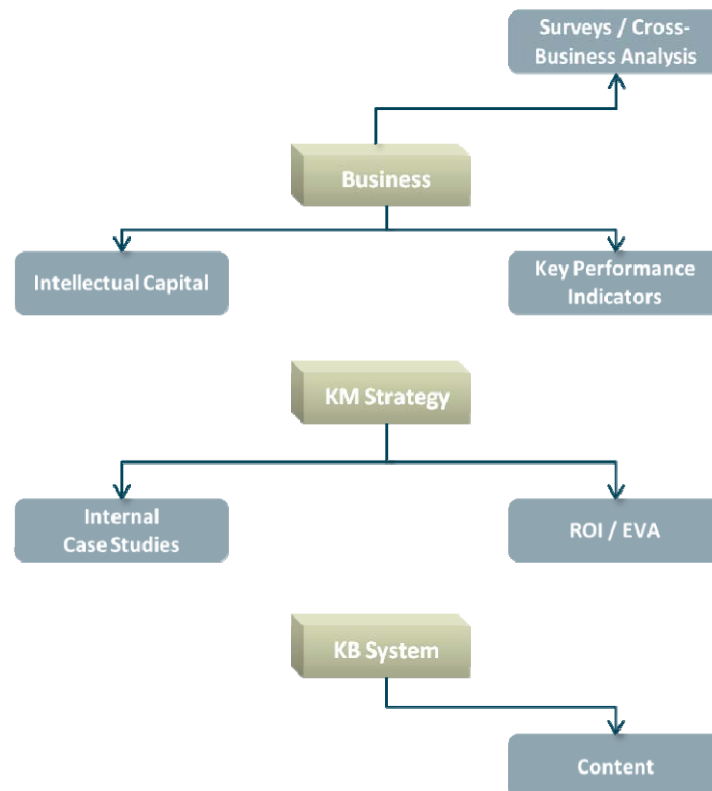 Surveys / Cross-
Business Analysis
Business
Intellectual Capital
Key Performance
Indicators
KM Strategy
Internal
Case Studies
ROI / EVA
KB System
Content